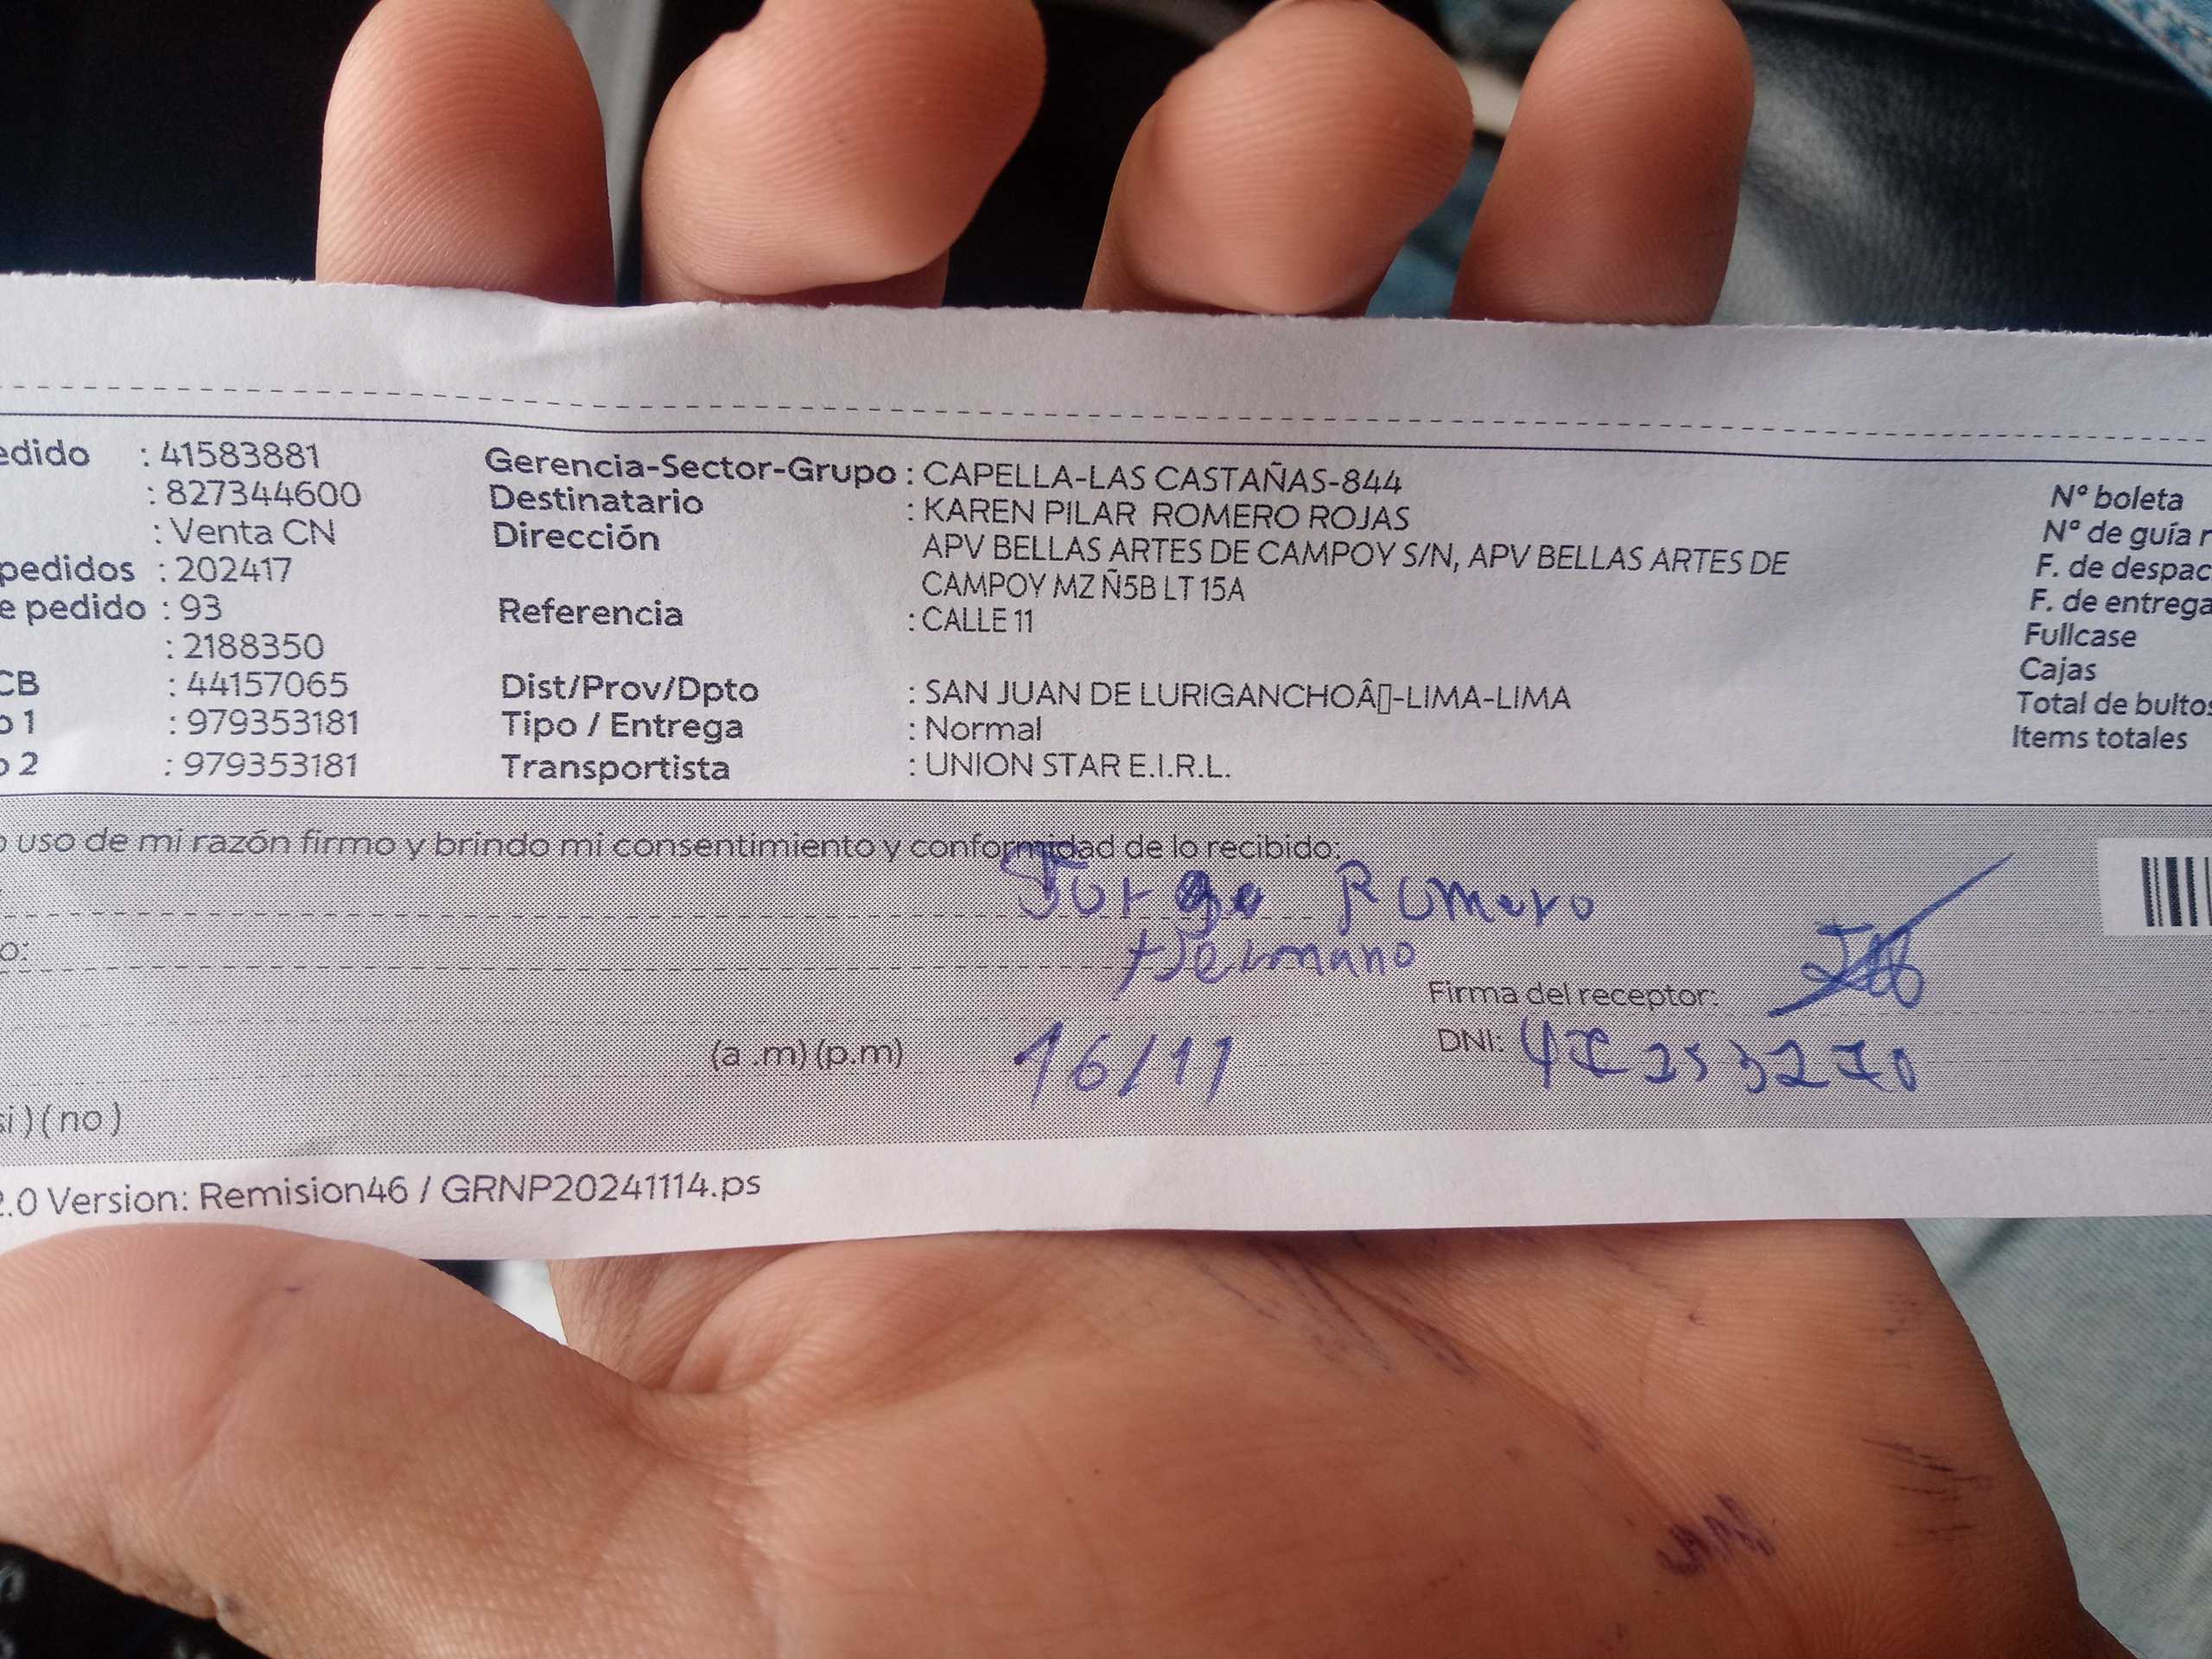 edido : 41583881
: 827344600
: Venta CN
pedidos : 202417
e pedido : 93
: 2188350
CB : 44157065
o 1 : 979353181
o 2 : 979353181
Gerencia-Sector-Grupo : CAPELLA-LAS CASTAÑAS-844
Destinatario : KAREN PILAR ROMERO ROJAS
Dirección APV BELLAS ARTES DE CAMPOY S/N, APV BELLAS ARTES DE
CAMPOY MZ Ñ5B LT 15A
Referencia : CALLE 11
Dist/Prov/Dpto : SAN JUAN DE LURIGANCHOÂ▯-LIMA-LIMA
Tipo / Entrega : Normal
Transportista : UNION STAR E.I.R.L.
Nº boleta
Nº de guía r
F. de despac
F. de entrega
Fullcase
Cajas
Total de bultos
Items totales
o uso de mi razón firmo y brindo mi consentimiento y conformidad de lo recibido:
Jorge Romero
o:
Hermano
Firma del receptor:
(a .m) (p.m) 16/11
DNI:
si ) ( no )
2.0 Version: Remision46 / GRNP20241114.ps